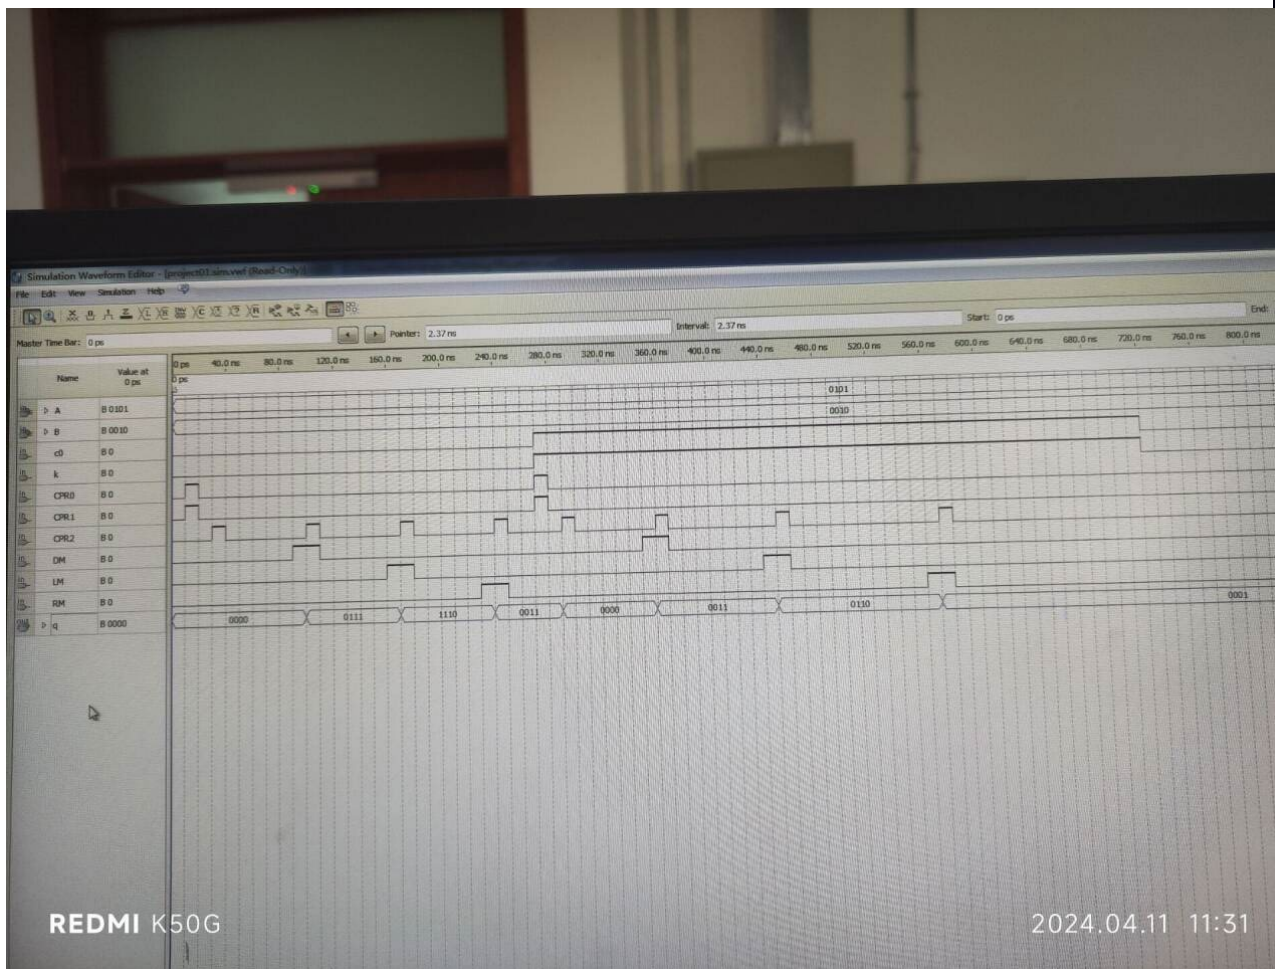 Simulation Waveform Editor - [project01.sim.vwf (Read-Only)]
File Edit View Simulation Help
Master Time Bar: 0 ps Pointer: 2.37 ns Interval: 2.37 ns Start: 0 ps End:
Name Value at 0 ps 0 ps 40.0 ns 80.0 ns 120.0 ns 160.0 ns 200.0 ns 240.0 ns 280.0 ns 320.0 ns 360.0 ns 400.0 ns 440.0 ns 480.0 ns 520.0 ns 560.0 ns 600.0 ns 640.0 ns 680.0 ns 720.0 ns 760.0 ns 800.0 ns
0 ps
A B 0101 0101
B B 0010 0010
c0 B 0
k B 0
CPR0 B 0
CPR1 B 0
CPR2 B 0
DM B 0
LM B 0
RM B 0
q B 0000 0000 0111 1110 0011 0000 0011 0110 0001
REDMI K50G 2024.04.11 11:31